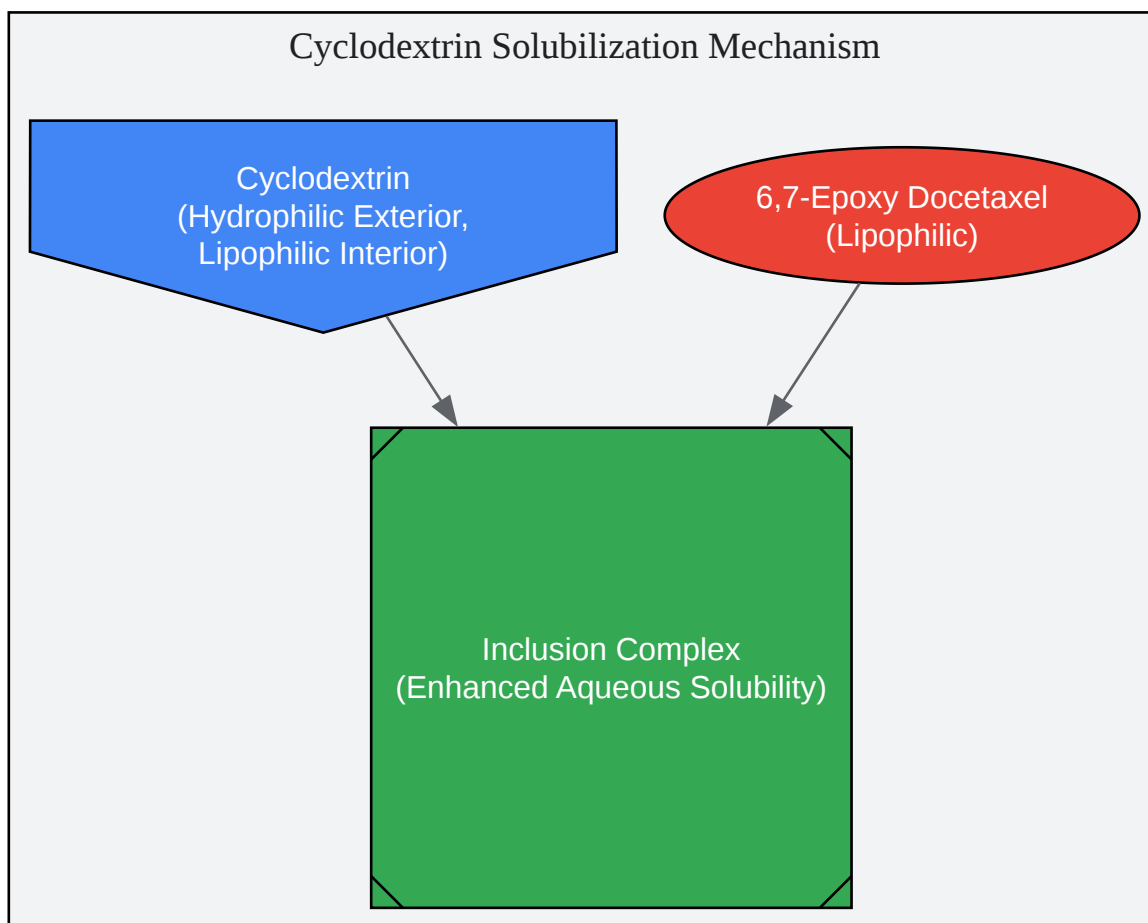 Cyclodextrin Solubilization Mechanism
Cyclodextrin
(Hydrophilic Exterior,
Lipophilic Interior)
6,7-Epoxy Docetaxel
(Lipophilic)
Inclusion Complex
(Enhanced Aqueous Solubility)